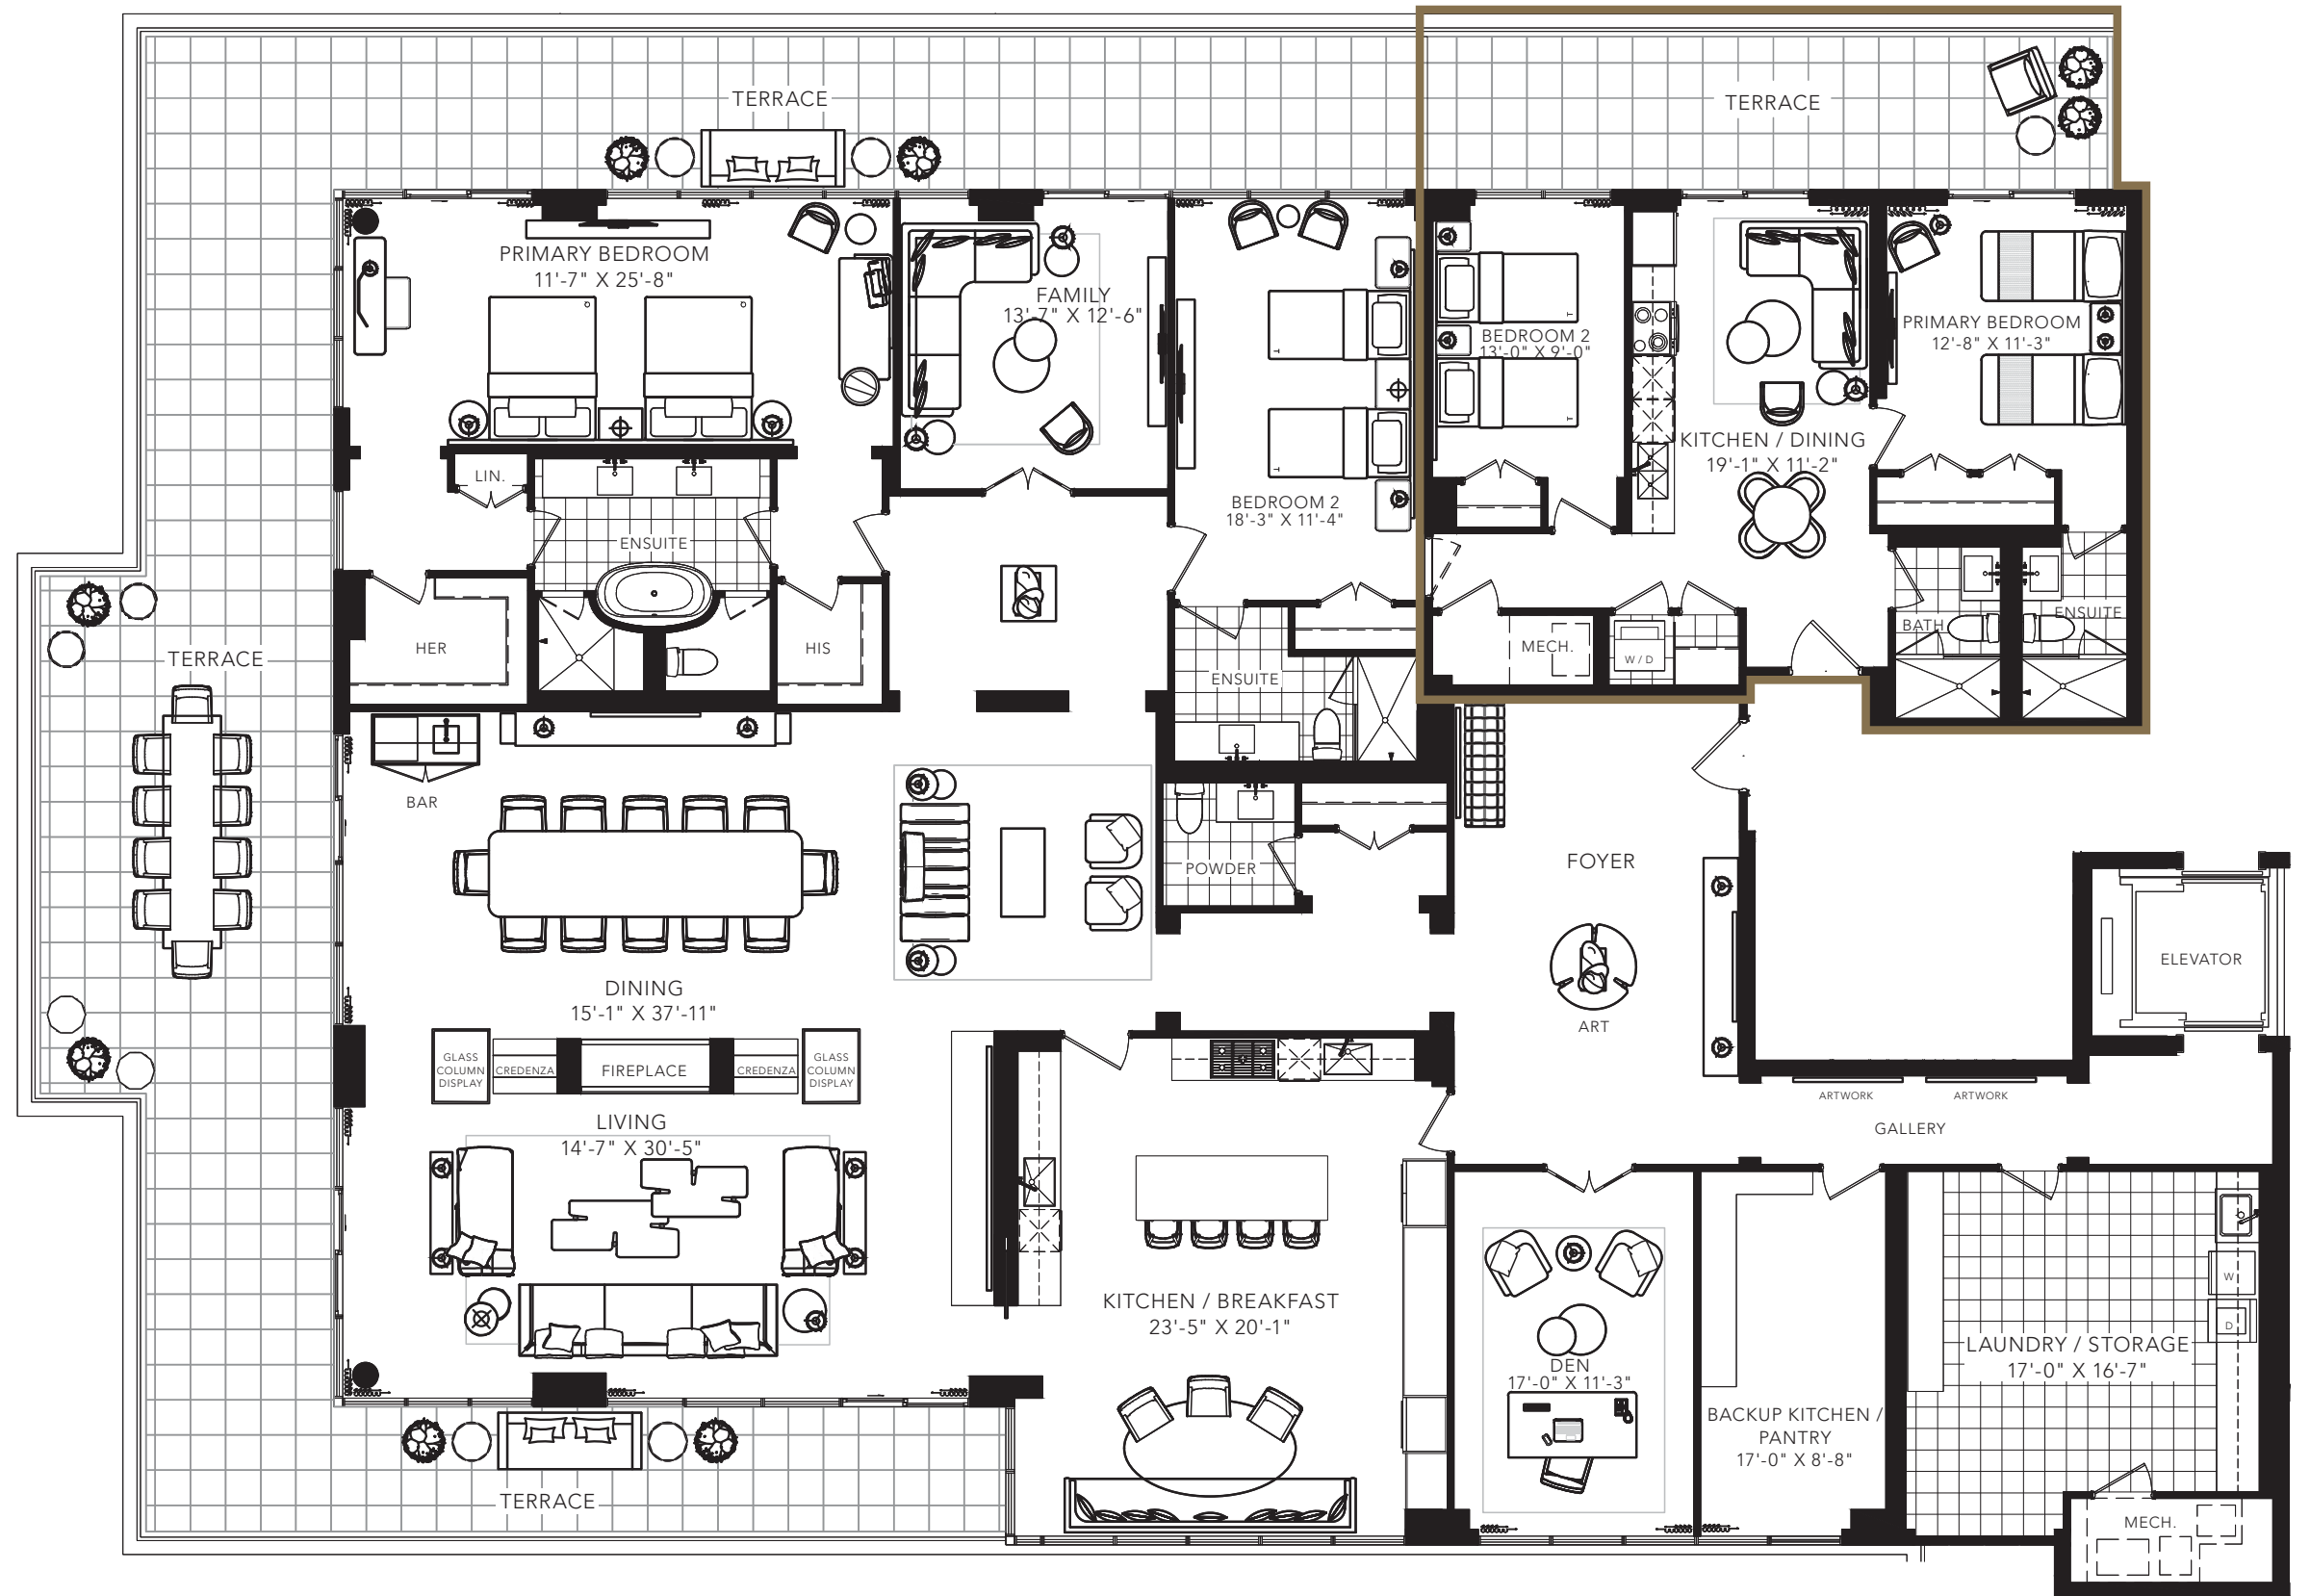 TERRACE
TERRACE
PRIMARY BEDROOM
11'-7" X 25'-8"
FAMILY
13'-7" X 12'-6"
BEDROOM 2
13'-0" X 9'-0"
PRIMARY BEDROOM
12'-8" X 11'-3"
KITCHEN / DINING
19'-1" X 11'-2"
LIN.
BEDROOM 2
18'-3" X 11'-4"
ENSUITE
HER
HIS
ENSUITE
MECH.
W / D
BATH
ENSUITE
TERRACE
BAR
POWDER
FOYER
ELEVATOR
DINING
15'-1" X 37'-11"
ART
GLASS
COLUMN
DISPLAY
CREDENZA
FIREPLACE
CREDENZA
GLASS
COLUMN
DISPLAY
ARTWORK
ARTWORK
GALLERY
LIVING
14'-7" X 30'-5"
KITCHEN / BREAKFAST
23'-5" X 20'-1"
W
D
LAUNDRY / STORAGE
17'-0" X 16'-7"
DEN
17'-0" X 11'-3"
BACKUP KITCHEN /
PANTRY
17'-0" X 8'-8"
TERRACE
MECH.